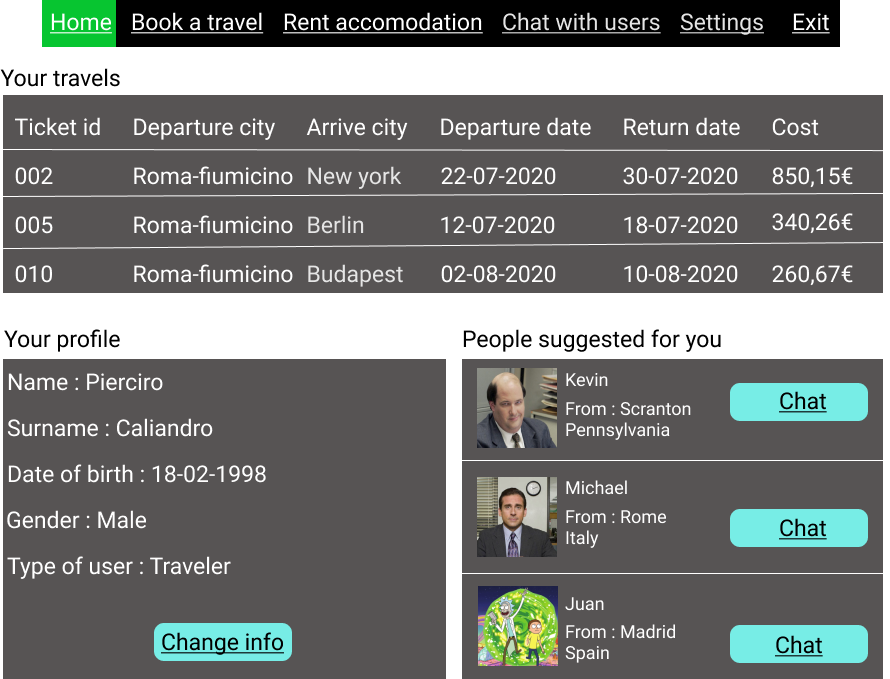 Home Book a travel Rent accomodation Chat with users Settings Exit
Your travels
Ticket id Departure city Arrive city Departure date Return date Cost
002 Roma-fiumicino New york 22-07-2020 30-07-2020 850,15€
005 Roma-fiumicino Berlin 12-07-2020 18-07-2020 340,26€
010 Roma-fiumicino Budapest 02-08-2020 10-08-2020 260,67€
Your profile
Name : Pierciro
Surname : Caliandro
Date of birth : 18-02-1998
Gender : Male
Type of user : Traveler
Change info
People suggested for you
Kevin
From : Scranton
Pennsylvania
Chat
Michael
From : Rome
Italy
Chat
Juan
From : Madrid
Spain
Chat